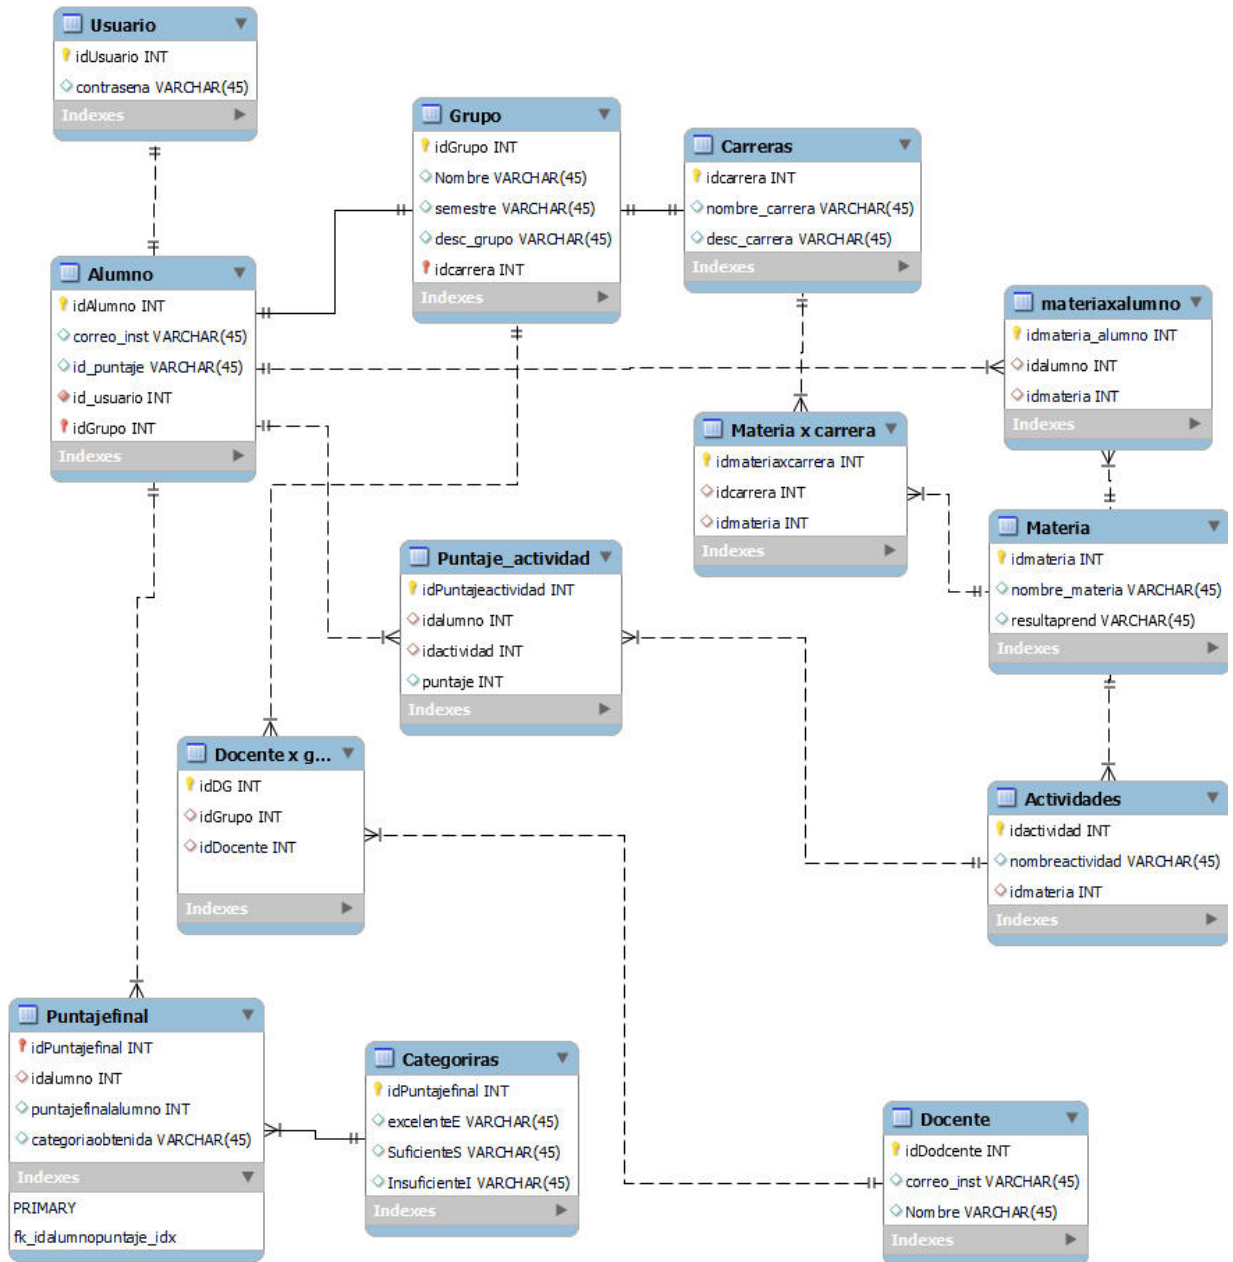 Usuario
idUsuario INT
contrasena VARCHAR(45)
Indexes
Grupo
idGrupo INT
Nombre VARCHAR(45)
semestre VARCHAR(45)
desc_grupo VARCHAR(45)
idcarrera INT
Indexes
Carreras
idcarrera INT
nombre_carrera VARCHAR(45)
desc_carrera VARCHAR(45)
Indexes
Alumno
idAlumno INT
correo_inst VARCHAR(45)
id_puntaje VARCHAR(45)
id_usuario INT
idGrupo INT
Indexes
materiaxalumno
idmateria_alumno INT
idalumno INT
idmateria INT
Indexes
Materia x carrera
idmateriaxcarrera INT
idcarrera INT
idmateria INT
Indexes
Materia
idmateria INT
nombre_materia VARCHAR(45)
resultaprend VARCHAR(45)
Indexes
Puntaje_actividad
idPuntajeactividad INT
idalumno INT
idactividad INT
puntaje INT
Indexes
Docente x g...
idDG INT
idGrupo INT
idDocente INT
Indexes
Actividades
idactividad INT
nombreactividad VARCHAR(45)
idmateria INT
Indexes
Puntajefinal
idPuntajefinal INT
idalumno INT
puntajefinalalumno INT
categoriaobtenida VARCHAR(45)
Indexes
PRIMARY
fk_idalumnopuntaje_idx
Categoriras
idPuntajefinal INT
excelenteE VARCHAR(45)
SuficienteS VARCHAR(45)
InsuficienteI VARCHAR(45)
Indexes
Docente
idDodcente INT
correo_inst VARCHAR(45)
Nombre VARCHAR(45)
Indexes